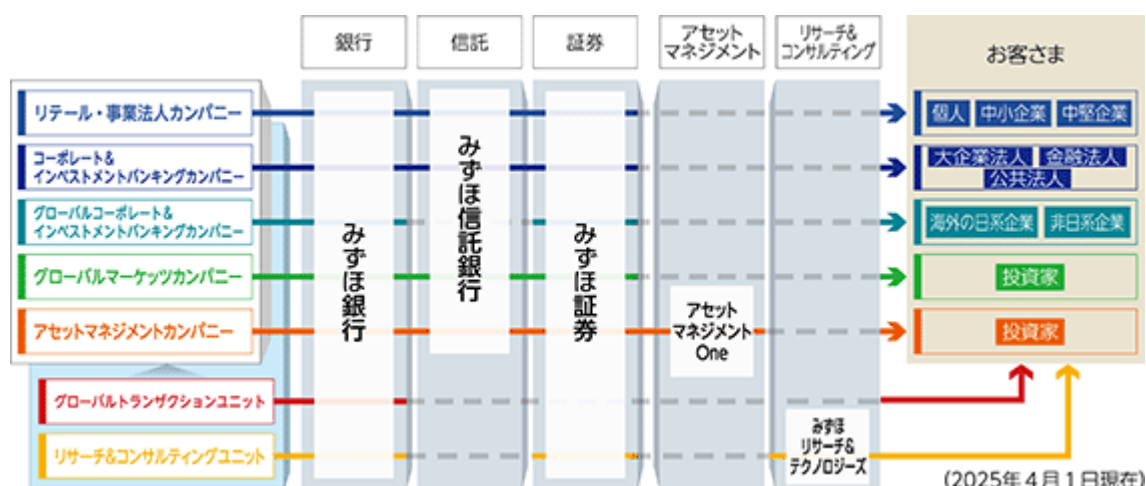 銀行
信託
証券
アセット
マネジメント
リサーチ&
コンサルティング
お客さま
リテール・事業法人カンパニー
個人 中小企業 中堅企業
コーポレート&
インベストメントバンキングカンパニー
大企業法人 金融法人
公共法人
グローバルコーポレート&
インベストメントバンキングカンパニー
海外の日系企業 非日系企業
グローバルマーケッツカンパニー
投資家
アセットマネジメントカンパニー
投資家
みずほ銀行
みずほ信託銀行
みずほ証券
アセット
マネジメント
One
グローバルトランザクションユニット
リサーチ&コンサルティングユニット
みずほ
リサーチ&
テクノロジーズ
(2025年4月1日現在)